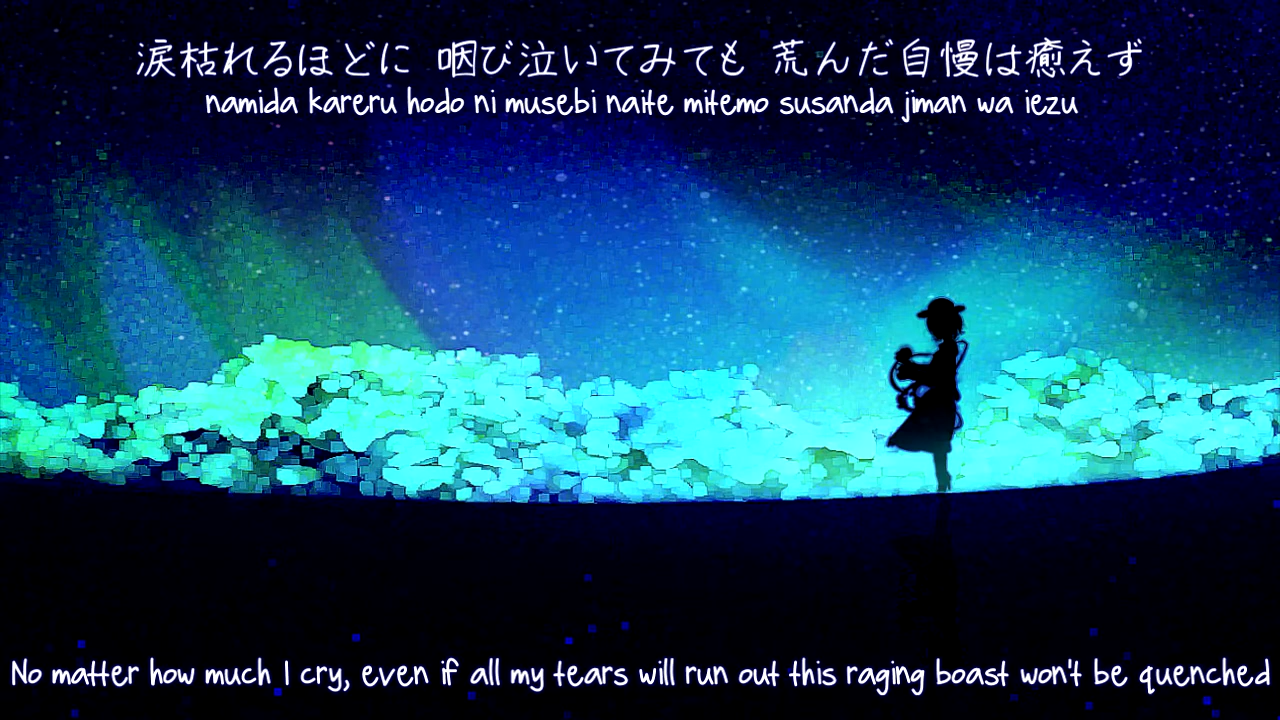 涙枯れるほどに 咽び泣いてみても 荒んだ自慢は癒えず
namida kareru hodo ni musebi naite mitemo susanda jiman wa iezu
No matter how much I cry, even if all my tears will run out this raging boast won't be quenched